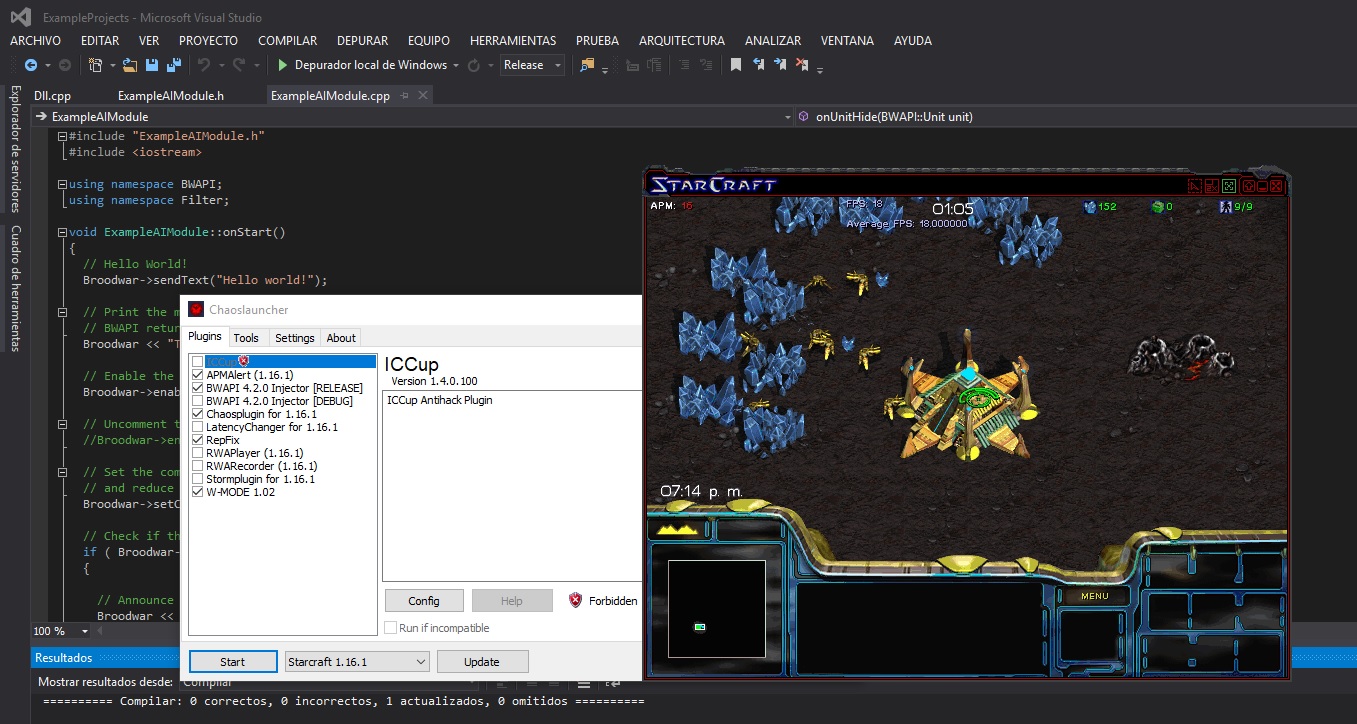 ExampleProjects - Microsoft Visual Studio
ARCHIVO EDITAR VER PROYECTO COMPILAR DEPURAR EQUIPO HERRAMIENTAS PRUEBA ARQUITECTURA ANALIZAR VENTANA AYUDA
Depurador local de Windows Release
Explorador de servidores
Cuadro de herramientas
Dll.cpp ExampleAIModule.h ExampleAIModule.cpp
ExampleAIModule onUnitHide(BWAPI::Unit unit)
#include "ExampleAIModule.h"
#include <iostream>
using namespace BWAPI;
using namespace Filter;
void ExampleAIModule::onStart()
{
// Hello World!
Broodwar->sendText("Hello world!");
// Print the m
// BWAPI retur
Broodwar << "T
// Enable the
Broodwar->enab
// Uncomment t
//Broodwar->en
// Set the com
// and reduce
Broodwar->setC
// Check if th
if ( Broodwar-
{
// Announce
Broodwar <<
100 %
Resultados
Mostrar resultados desde: Compilar
========== Compilar: 0 correctos, 0 incorrectos, 1 actualizados, 0 omitidos ==========
Chaoslauncher
Plugins Tools Settings About
ICCup
APMAlert (1.16.1)
BWAPI 4.2.0 Injector [RELEASE]
BWAPI 4.2.0 Injector [DEBUG]
Chaosplugin for 1.16.1
LatencyChanger for 1.16.1
RepFix
RWAPlayer (1.16.1)
RWARecorder (1.16.1)
Stormplugin for 1.16.1
W-MODE 1.02
ICCup
Version 1.4.0.100
ICCup Antihack Plugin
Config Help Forbidden
Run if incompatible
Start Starcraft 1.16.1 Update
STARCRAFT
APM: 16 FPS: 18 01:05 152 0 9/9
Average FPS: 18.000000
07:14 p. m.
MENU